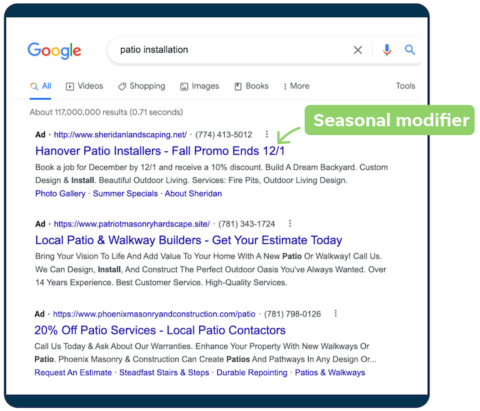 Google
patio installation
All Videos Shopping Images Books More Tools
About 117,000,000 results (0.71 seconds)
Seasonal modifier
Ad · http://www.sheridanlandscaping.net/ · (774) 413-5012
Hanover Patio Installers - Fall Promo Ends 12/1
Book a job for December by 12/1 and receive a 10% discount. Build A Dream Backyard. Custom
Design & Install. Beautiful Outdoor Living. Services: Fire Pits, Outdoor Living Design.
Photo Gallery · Summer Specials · About Sheridan
Ad · https://www.patriotmasonryhardscape.site/ · (781) 343-1724
Local Patio & Walkway Builders - Get Your Estimate Today
Bring Your Vision To Life And Add Value To Your Home With A New Patio Or Walkway! Call Us.
We Can Design, Install, And Construct The Perfect Outdoor Oasis You've Always Wanted. Over
14 Years Experience. Best Customer Service. High-Quality Services.
Ad · https://www.phoenixmasonryandconstruction.com/patio · (781) 798-0126
20% Off Patio Services - Local Patio Contactors
Call Us Today & Ask About Our Warranties. Enhance Your Property With New Walkways Or
Patio. Phoenix Masonry & Construction Can Create Patios And Pathways In Any Design Or...
Request An Estimate · Steadfast Stairs & Steps · Durable Repointing · Patios & Walkways